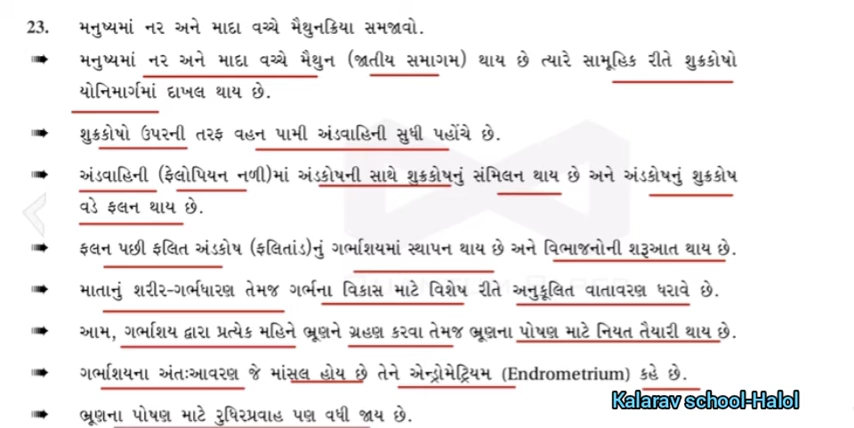 23. મનુષ્યમાં નર અને માદા વચ્ચે મૈથુનક્રિયા સમજાવો.
➠ મનુષ્યમાં નર અને માદા વચ્ચે મૈથુન (જાતીય સમાગમ) થાય છે ત્યારે સામૂહિક રીતે શુક્રકોષો
યોનિમાર્ગમાં દાખલ થાય છે.
➠ શુક્રકોષો ઉપરની તરફ વહન પામી અંડવાહિની સુધી પહોંચે છે.
➠ અંડવાહિની (ફેલોપિયન નળી)માં અંડકોષની સાથે શુક્રકોષનું સંમિલન થાય છે અને અંડકોષનું શુક્રકોષ
વડે ફલન થાય છે.
➠ ફલન પછી ફલિત અંડકોષ (ફલિતાંડ)નું ગર્ભાશયમાં સ્થાપન થાય છે અને વિભાજનોની શરૂઆત થાય છે.
➠ માતાનું શરીર-ગર્ભધારણ તેમજ ગર્ભના વિકાસ માટે વિશેષ રીતે અનુકૂલિત વાતાવરણ ધરાવે છે.
➠ આમ, ગર્ભાશય દ્વારા પ્રત્યેક મહિને ભ્રૂણને ગ્રહણ કરવા તેમજ ભ્રૂણના પોષણ માટે નિયત તૈયારી થાય છે.
➠ ગર્ભાશયના અંતઃઆવરણ જે માંસલ હોય છે તેને એન્ડ્રોમેટ્રિયમ (Endrometrium) કહે છે.
Kalarav school-Halol
➠ ભ્રૂણના પોષણ માટે રુધિરપ્રવાહ પણ વધી જાય છે.